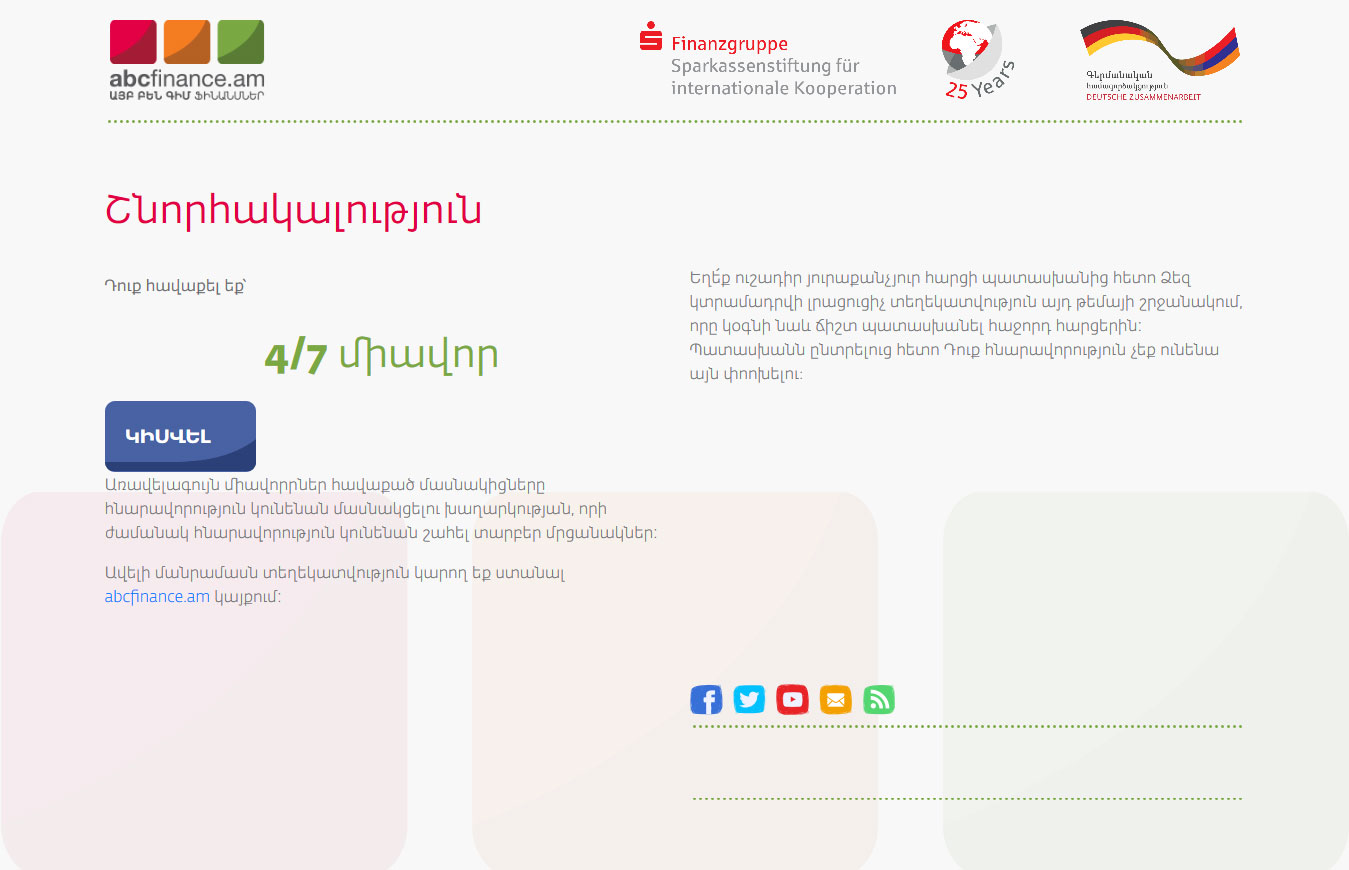 abcfinance.am
ԱՅԲ ԲԵՆ ԳԻՄ ՖԻՆԱՆՍՆԵՐ
Finanzgruppe
Sparkassenstiftung für
internationale Kooperation
25 Years
Գերմանական
համագործակցություն
DEUTSCHE ZUSAMMENARBEIT
Շնորհակալություն
Դուք հավաքել եք՝
4/7 միավոր
ԿԻՍՎԵԼ
Առավելագույն միավորրներ հավաքած մասնակիցները
հնարավորություն կունենան մասնակցելու խաղարկության, որի
ժամանակ հնարավորություն կունենան շահել տարբեր մրցանակներ:
Ավելի մանրամասն տեղեկատվություն կարող եք ստանալ
abcfinance.am կայքում:
Եղե՛ք ուշադիր յուրաքանչյուր հարցի պատասխանից հետո Ձեզ
կտրամադրվի լրացուցիչ տեղեկատվություն այդ թեմայի շրջանակում,
որը կօգնի նաև ճիշտ պատասխանել հաջորդ հարցերին:
Պատասխանն ընտրելուց հետո Դուք հնարավորություն չեք ունենա
այն փոոխելու: